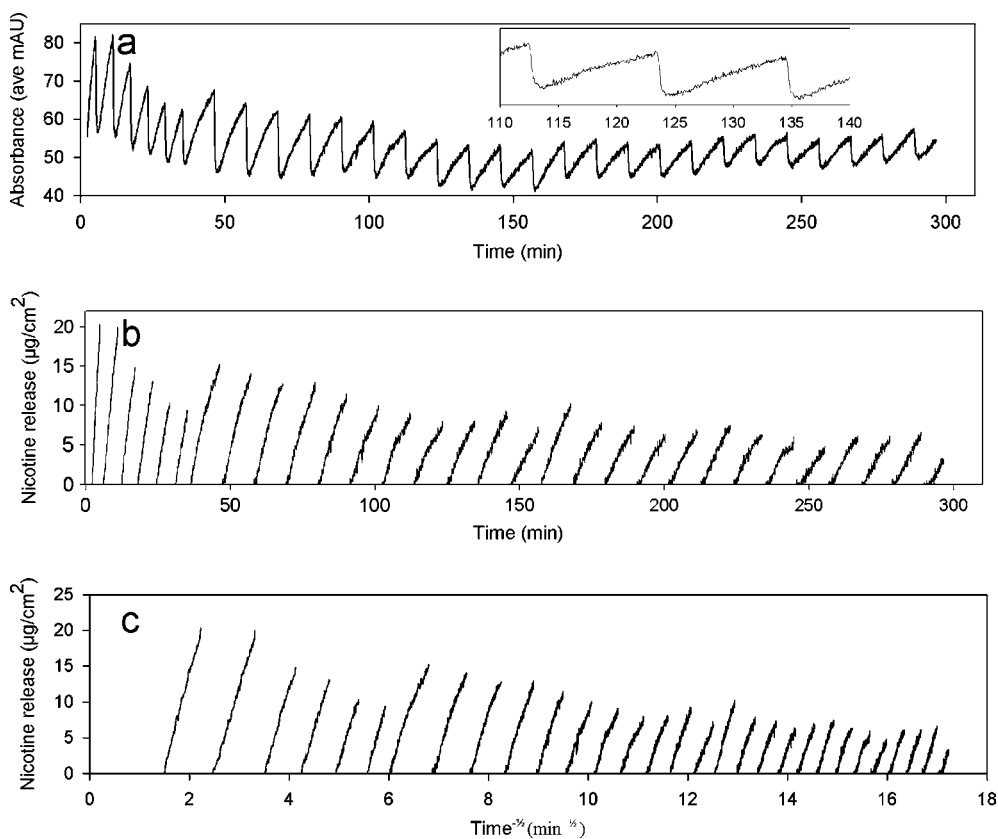 a
Absorbance (ave mAU)
80
70
60
50
40
0 50 100 150 200 250 300
Time (min)
110 115 120 125 130 135 140
b
Nicotine release (µg/cm²)
20
15
10
5
0
0 50 100 150 200 250 300
Time (min)
c
Nicotine release (µg/cm²)
25
20
15
10
5
0
0 2 4 6 8 10 12 14 16 18
Time⁻½ (min ½)